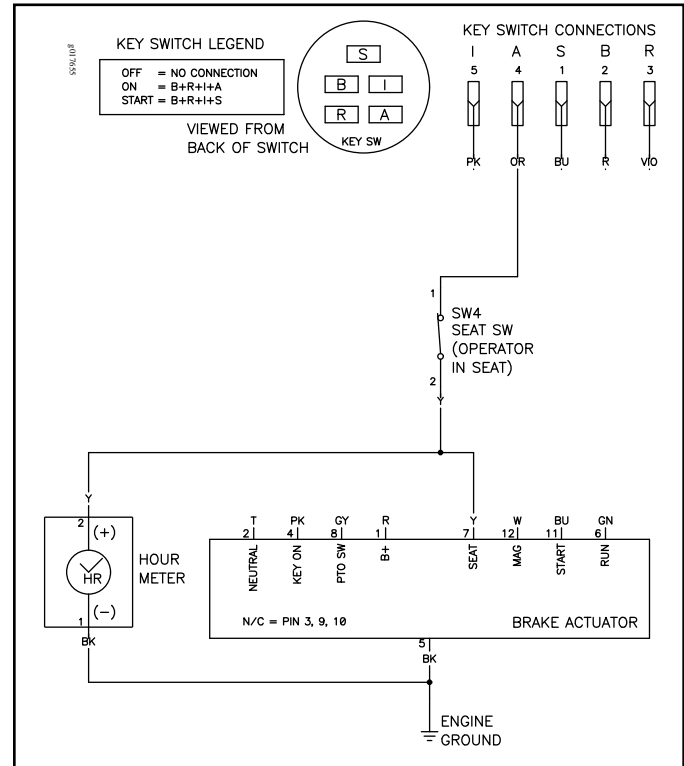 g017655
KEY SWITCH LEGEND
OFF = NO CONNECTION
ON = B+R+I+A
START = B+R+I+S
VIEWED FROM
BACK OF SWITCH
S
B I
R A
KEY SW
KEY SWITCH CONNECTIONS
I A S B R
5 4 1 2 3
PK OR BU R VIO
1
SW4
SEAT SW
(OPERATOR
IN SEAT)
2
Y
Y
2
(+)
HR
HOUR
METER
(-)
1
BK
T PK GY R Y W BU GN
2 4 8 1 7 12 11 6
NEUTRAL KEY ON PTO SW B+ SEAT MAG START RUN
N/C = PIN 3, 9, 10
BRAKE ACTUATOR
5
BK
ENGINE
GROUND